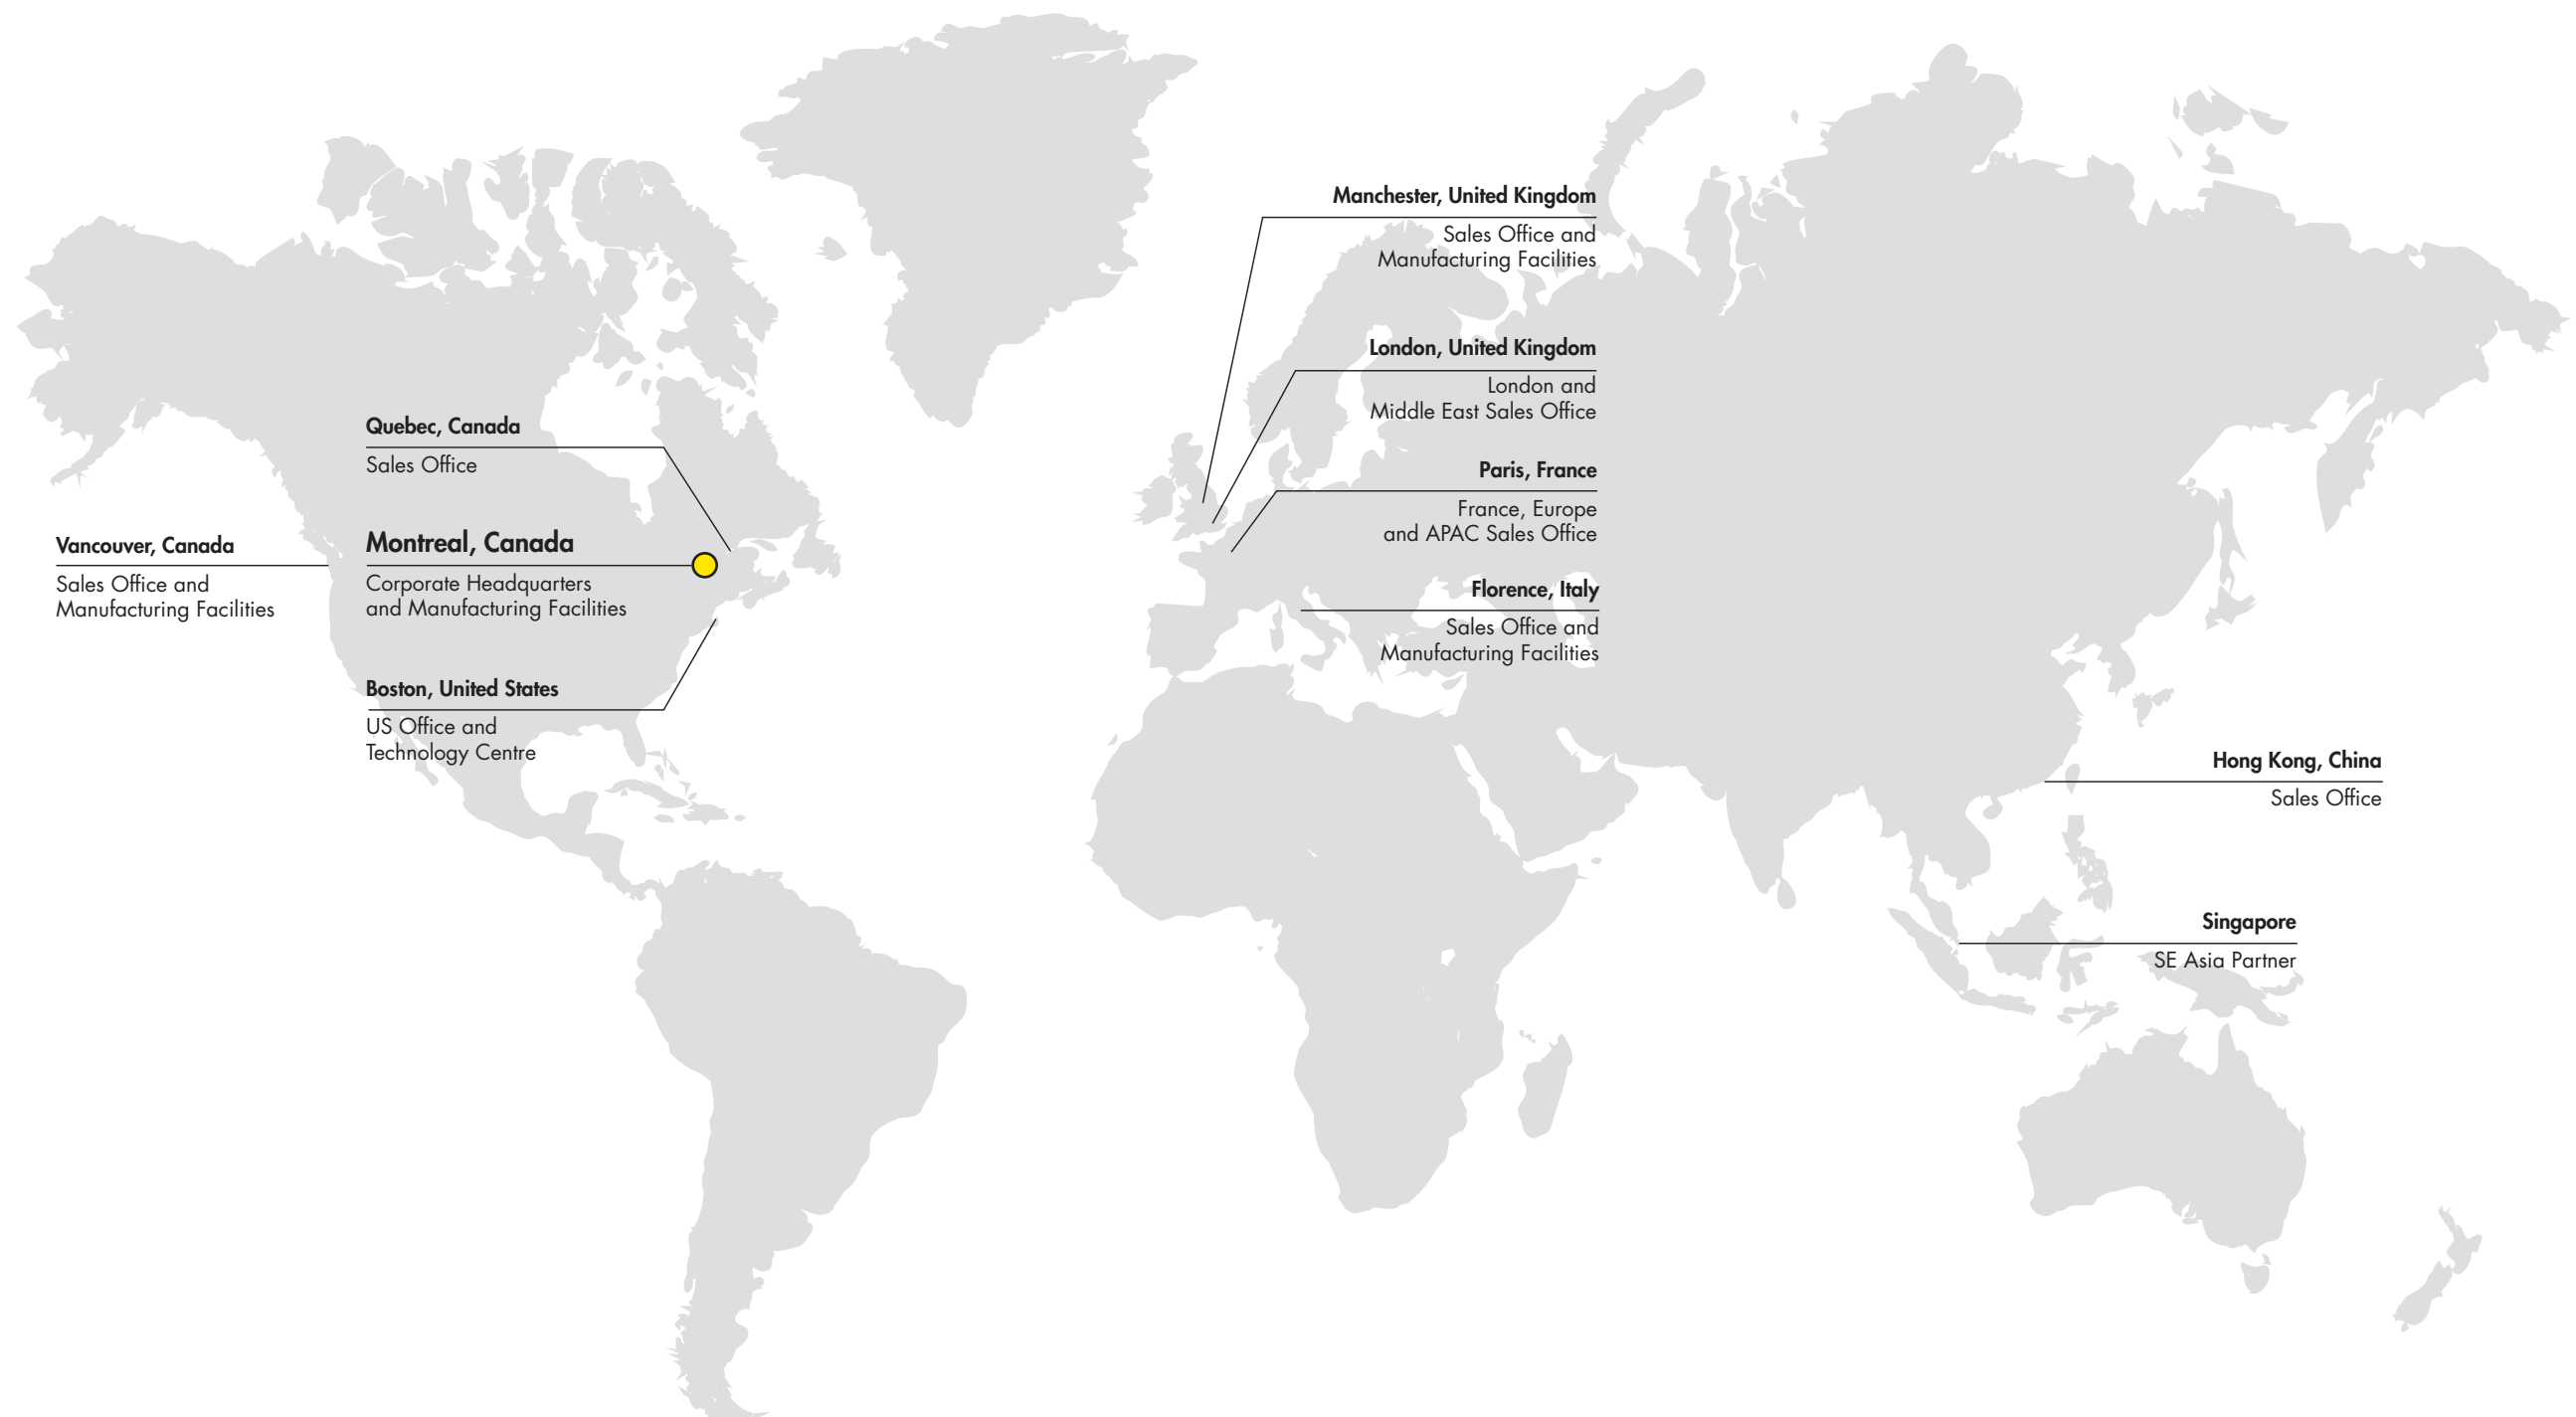 Manchester, United Kingdom
Sales Office and
Manufacturing Facilities
London, United Kingdom
London and
Middle East Sales Office
Quebec, Canada
Sales Office
Paris, France
France, Europe
and APAC Sales Office
Vancouver, Canada
Sales Office and
Manufacturing Facilities
Montreal, Canada
Corporate Headquarters
and Manufacturing Facilities
Florence, Italy
Sales Office and
Manufacturing Facilities
Boston, United States
US Office and
Technology Centre
Hong Kong, China
Sales Office
Singapore
SE Asia Partner